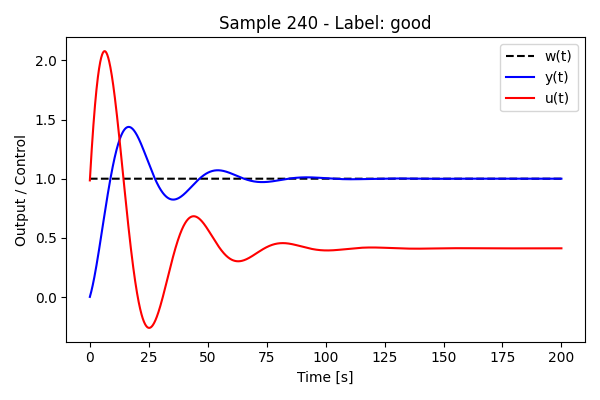 Sample 240 - Label: good
w(t)
y(t)
u(t)
Output / Control
2.0
1.5
1.0
0.5
0.0
0 25 50 75 100 125 150 175 200
Time [s]